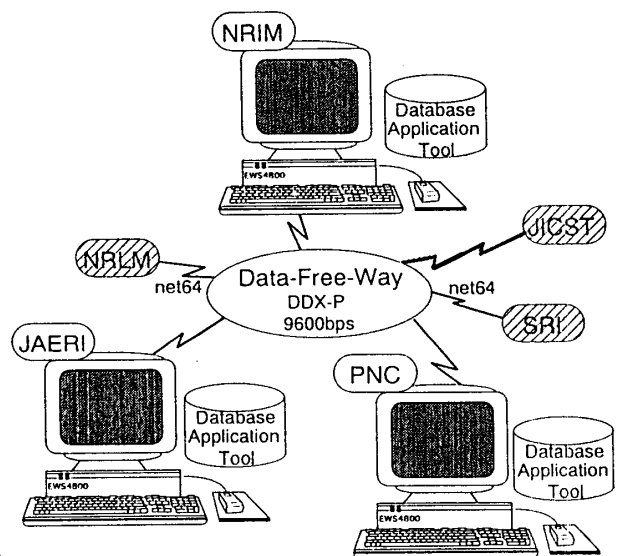 NRIM
Database
Application
Tool
EWS4800
JICST
NRLM
net64
Data-Free-Way
DDX-P
9600bps
net64
SRI
JAERI
PNC
Database
Application
Tool
EWS4800
Database
Application
Tool
EWS4800